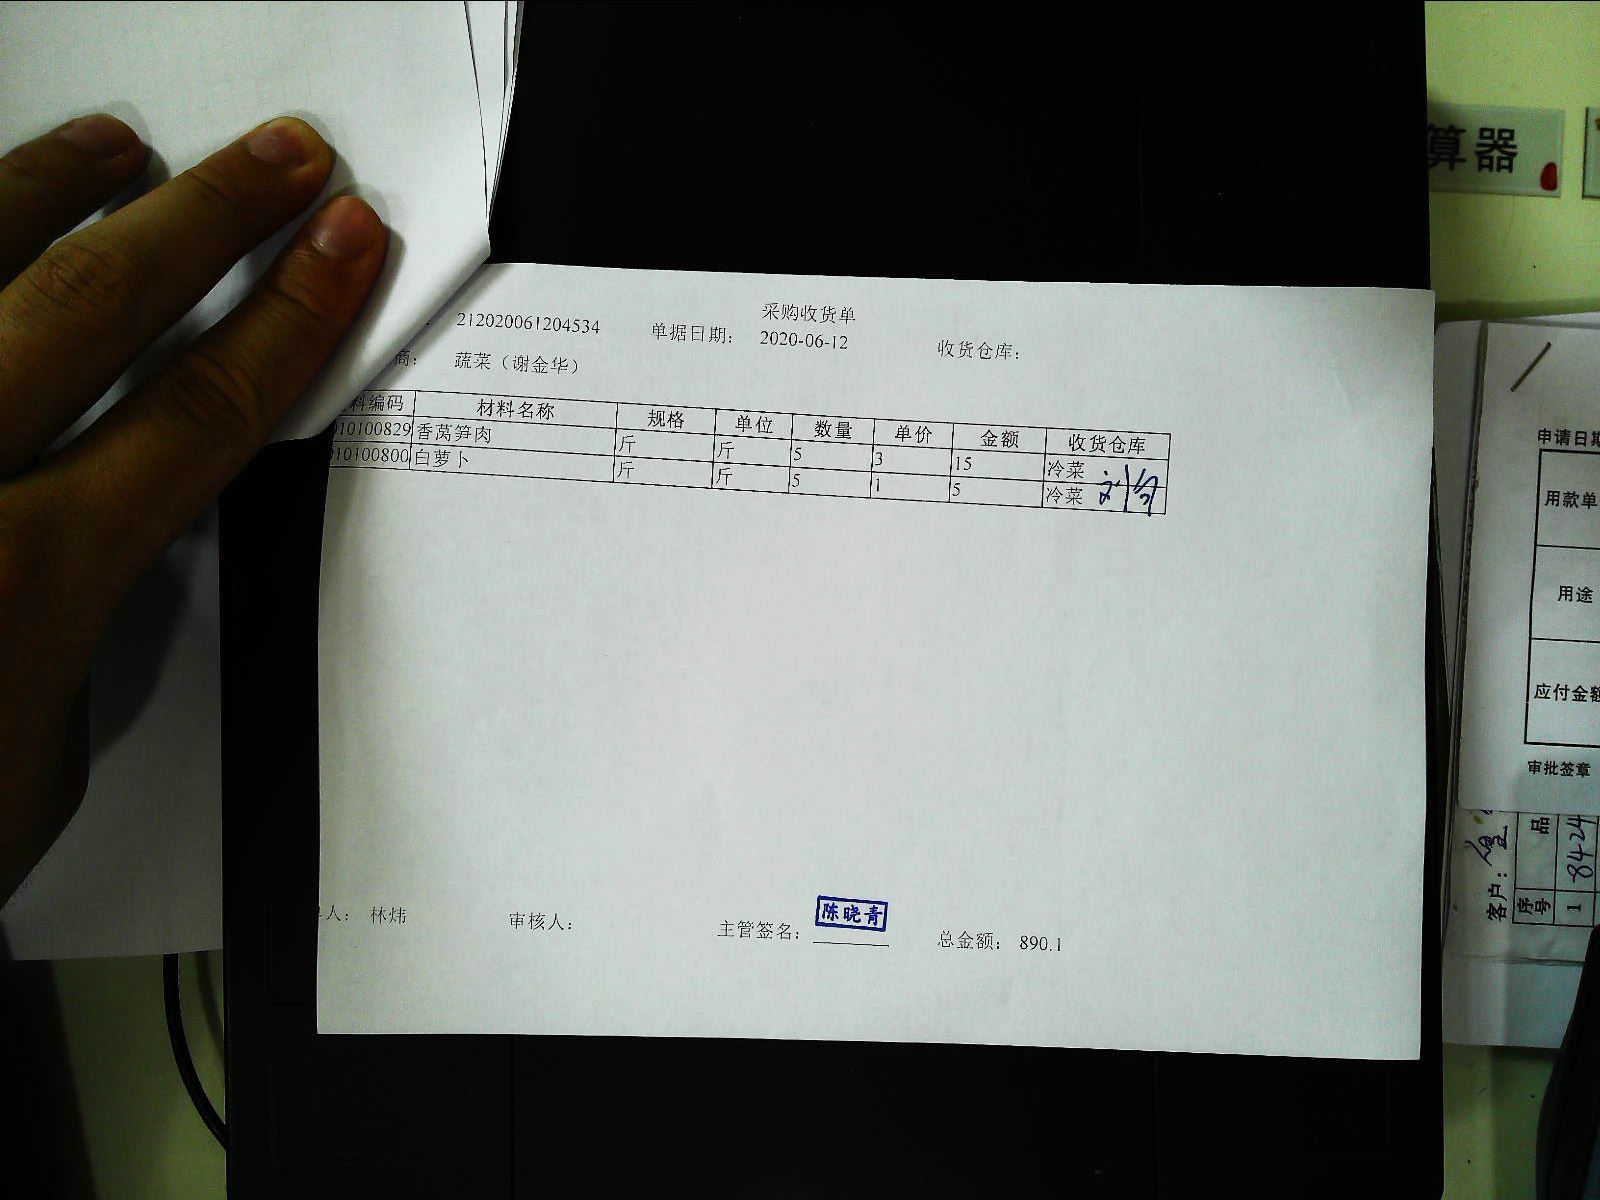 采购收货单
212020061204534 单据日期: 2020-06-12 收货仓库:
商: 蔬菜（谢金华）
料编码 材料名称 规格 单位 数量 单价 金额 收货仓库
010100829 香莴笋肉 斤 斤 5 3 15 冷菜
010100800 白萝卜 斤 斤 5 1 5 冷菜
人: 林炜 审核人: 主管签名: 陈晓青 总金额: 890.1
算器
申请日期
用款单
用途
应付金额
审批签章
客户:
序号 品
1 8424